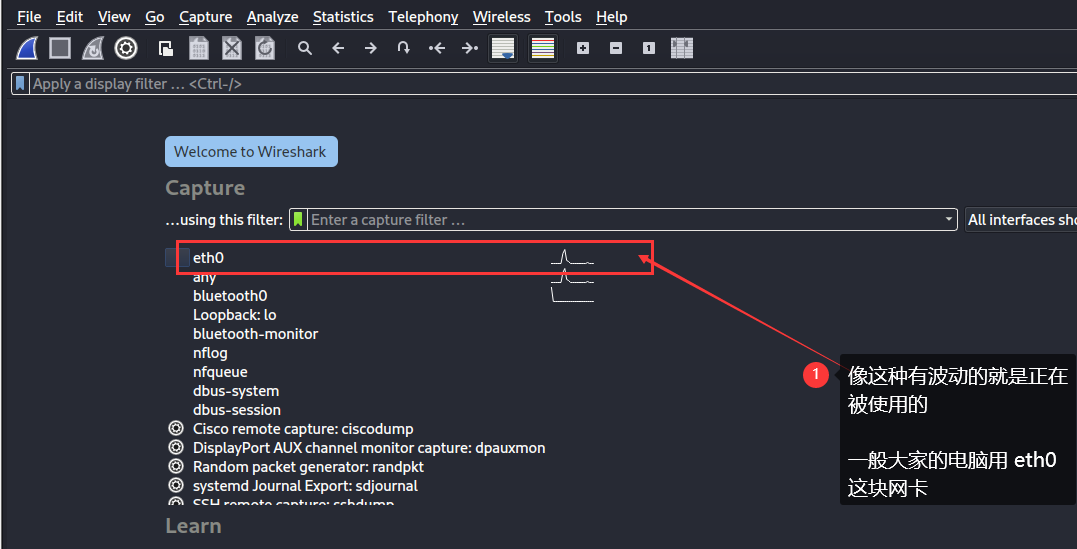 File Edit View Go Capture Analyze Statistics Telephony Wireless Tools Help
Apply a display filter ... <Ctrl-/>
Welcome to Wireshark
Capture
...using this filter: Enter a capture filter ... All interfaces sho
eth0
any
bluetooth0
Loopback: lo
bluetooth-monitor
nflog
nfqueue
dbus-system
dbus-session
Cisco remote capture: ciscodump
DisplayPort AUX channel monitor capture: dpauxmon
Random packet generator: randpkt
systemd Journal Export: sdjournal
SSH remote capture: sshdump
Learn
1
像这种有波动的就是正在
被使用的
一般大家的电脑用 eth0
这块网卡